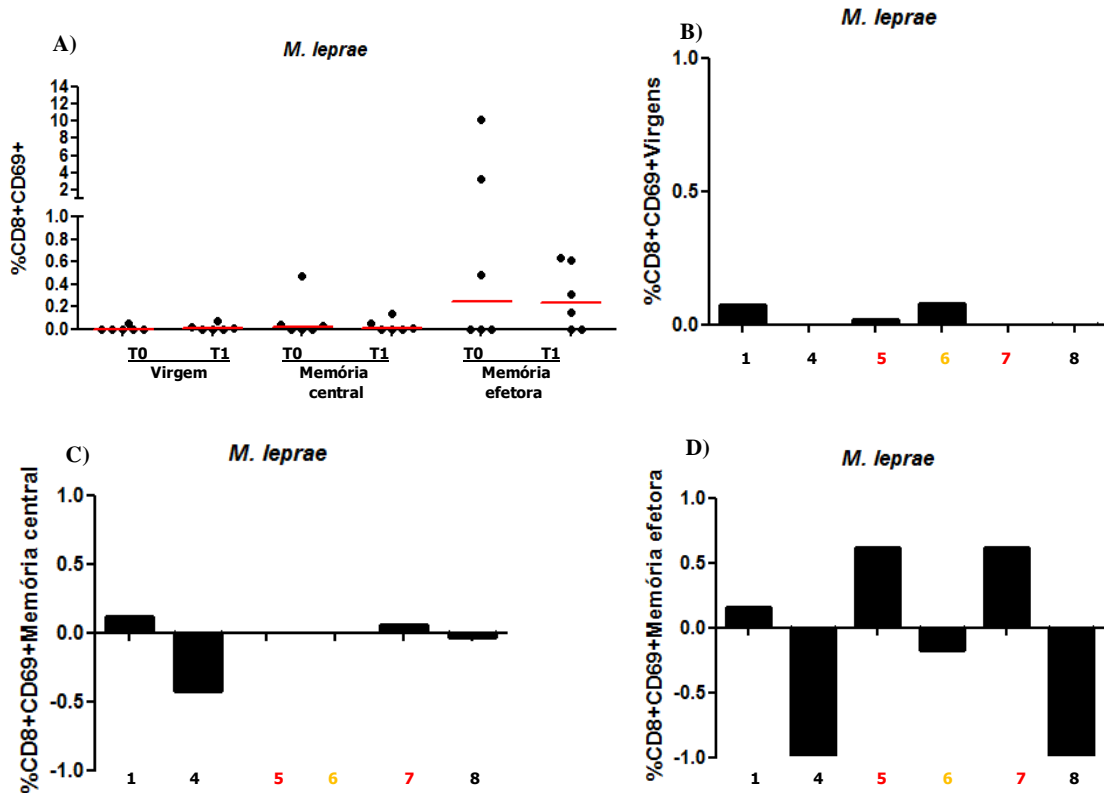 A)
M. leprae
%CD8+CD69+
14
12
10
8
6
4
2
1.0
0.8
0.6
0.4
0.2
0.0
T0 T1 T0 T1 T0 T1
Virgem Memória Memória
central efetora
B)
M. leprae
%CD8+CD69+Virgens
1.0
0.5
0.0
1 4 5 6 7 8
C)
M. leprae
%CD8+CD69+Memória central
1.0
0.5
0.0
-0.5
-1.0
1 4 5 6 7 8
D)
M. leprae
%CD8+CD69+Memória efetora
1.0
0.5
0.0
-0.5
-1.0
1 4 5 6 7 8